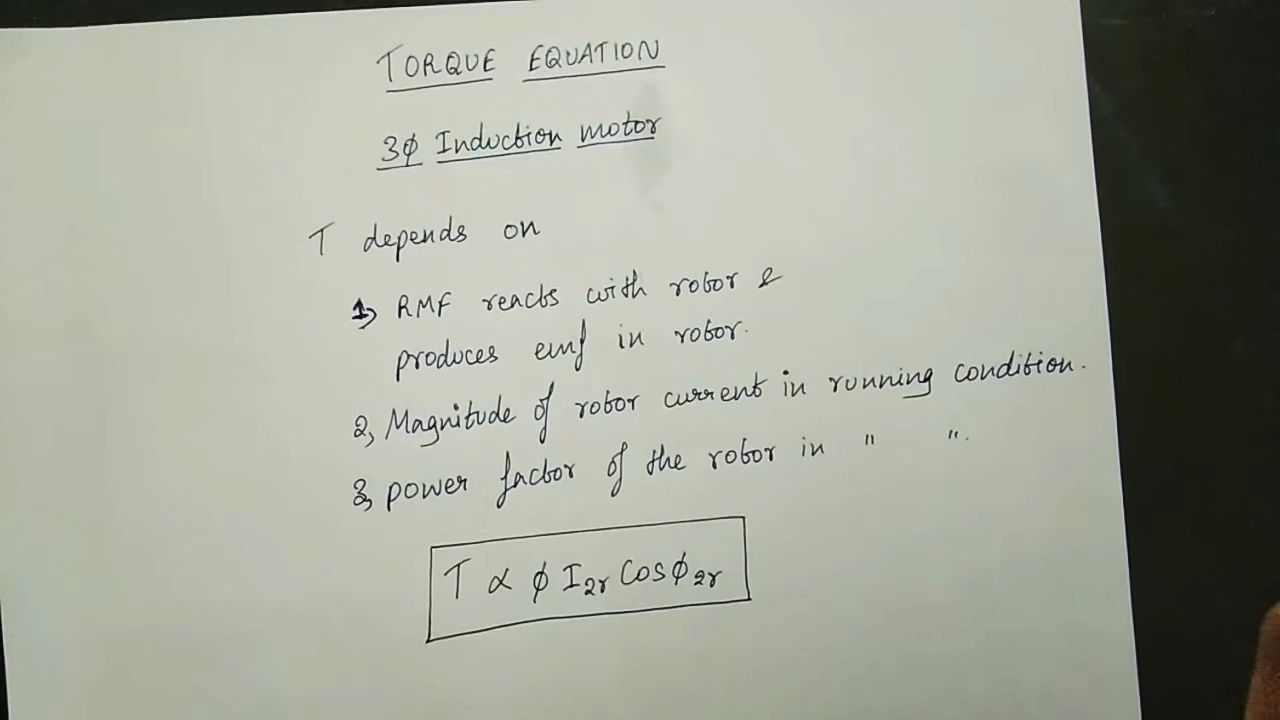 TORQUE EQUATION
3φ Induction motor
T depends on
1) RMF reacts with rotor &
produces emf in rotor.
2, Magnitude of rotor current in running condition.
3, power factor of the rotor in " ".
T ∝ φ I₂ᵣ Cosφ₂ᵣ